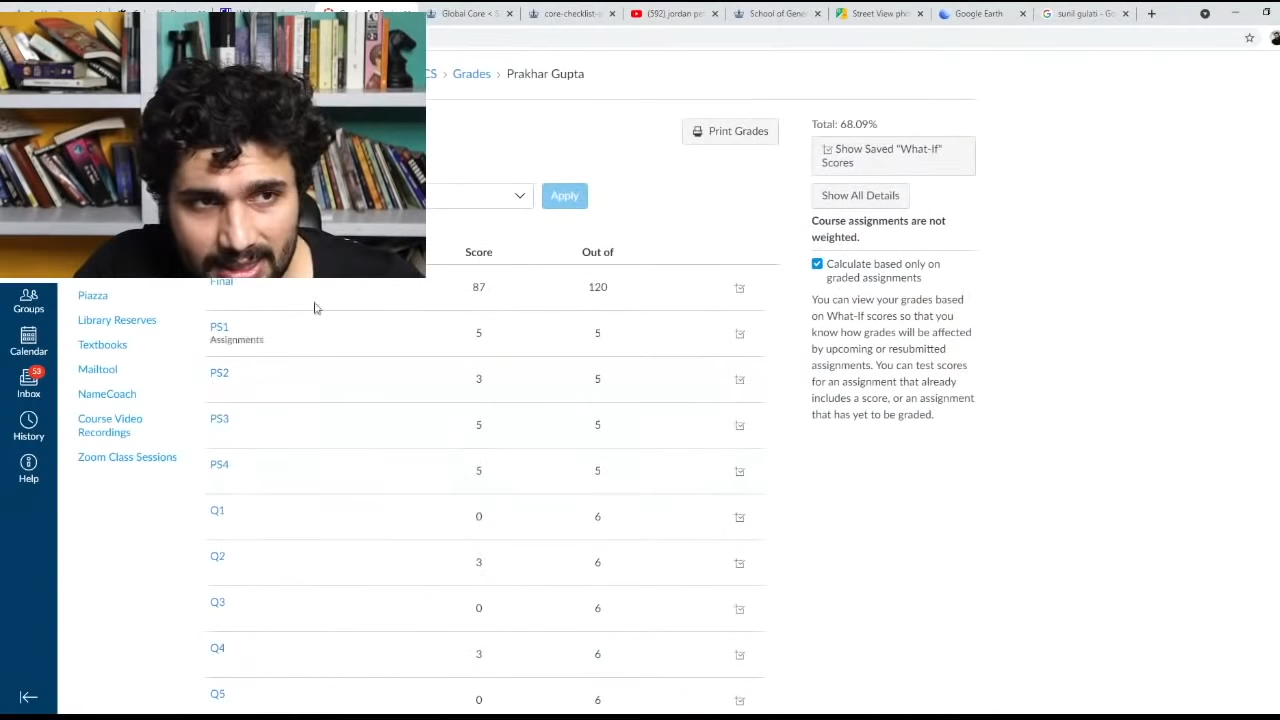 Global Core < S
core-checklist-
(592) jordan pe
School of Gene
Street View pho
Google Earth
sunil gulati - Go
CS > Grades > Prakhar Gupta
Print Grades
Total: 68.09%
Show Saved "What-If"
Scores
Apply
Show All Details
Course assignments are not
weighted.
Score Out of
Calculate based only on
graded assignments
Final 87 120
You can view your grades based
on What-If scores so that you
know how grades will be affected
by upcoming or resubmitted
assignments. You can test scores
for an assignment that already
includes a score, or an assignment
that has yet to be graded.
Groups
Calendar
53
Inbox
History
Help
Piazza
Library Reserves
Textbooks
Mailtool
NameCoach
Course Video
Recordings
Zoom Class Sessions
PS1 5 5
Assignments
PS2 3 5
PS3 5 5
PS4 5 5
Q1 0 6
Q2 3 6
Q3 0 6
Q4 3 6
Q5 0 6